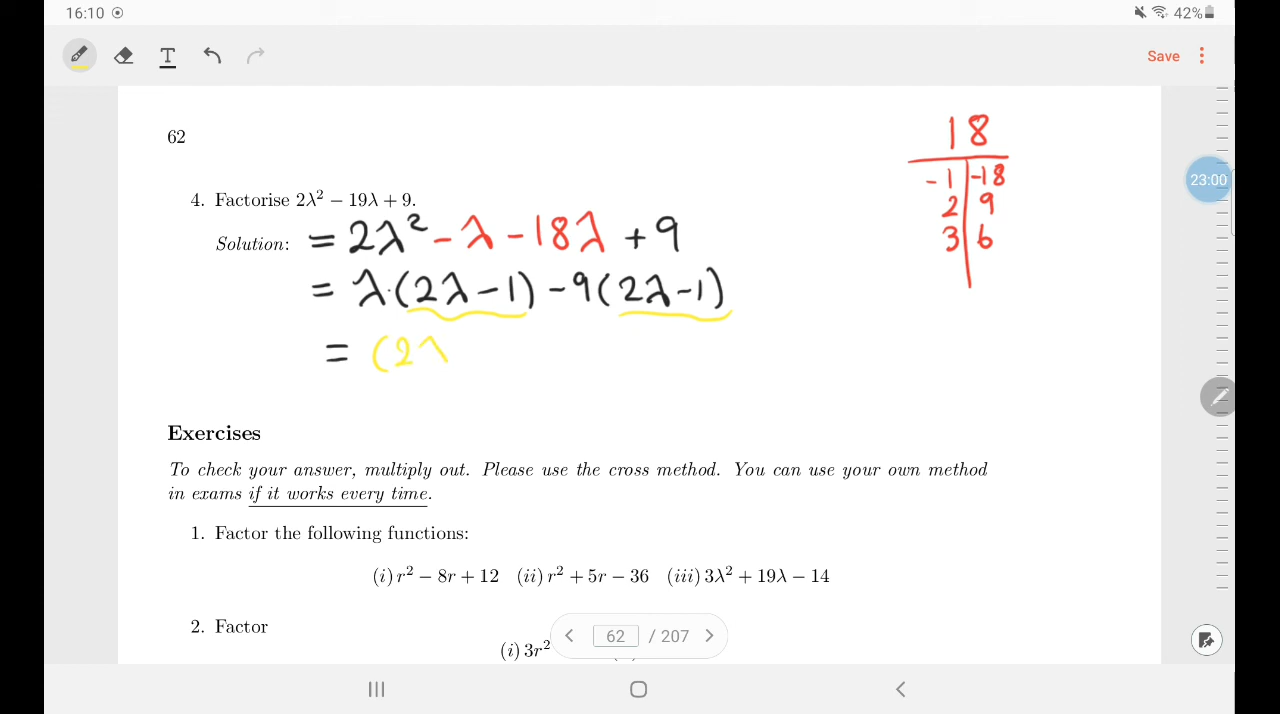 16:10 42%
T Save
62
18
-1 | -18
2 | 9
3 | 6
23:00
4. Factorise 2λ² − 19λ + 9.
Solution: = 2λ² - λ - 18λ + 9
= λ·(2λ - 1) - 9(2λ - 1)
= (2λ
Exercises
To check your answer, multiply out. Please use the cross method. You can use your own method
in exams if it works every time.
1. Factor the following functions:
(i) r² − 8r + 12 (ii) r² + 5r − 36 (iii) 3λ² + 19λ − 14
2. Factor
(i) 3r²
62 / 207